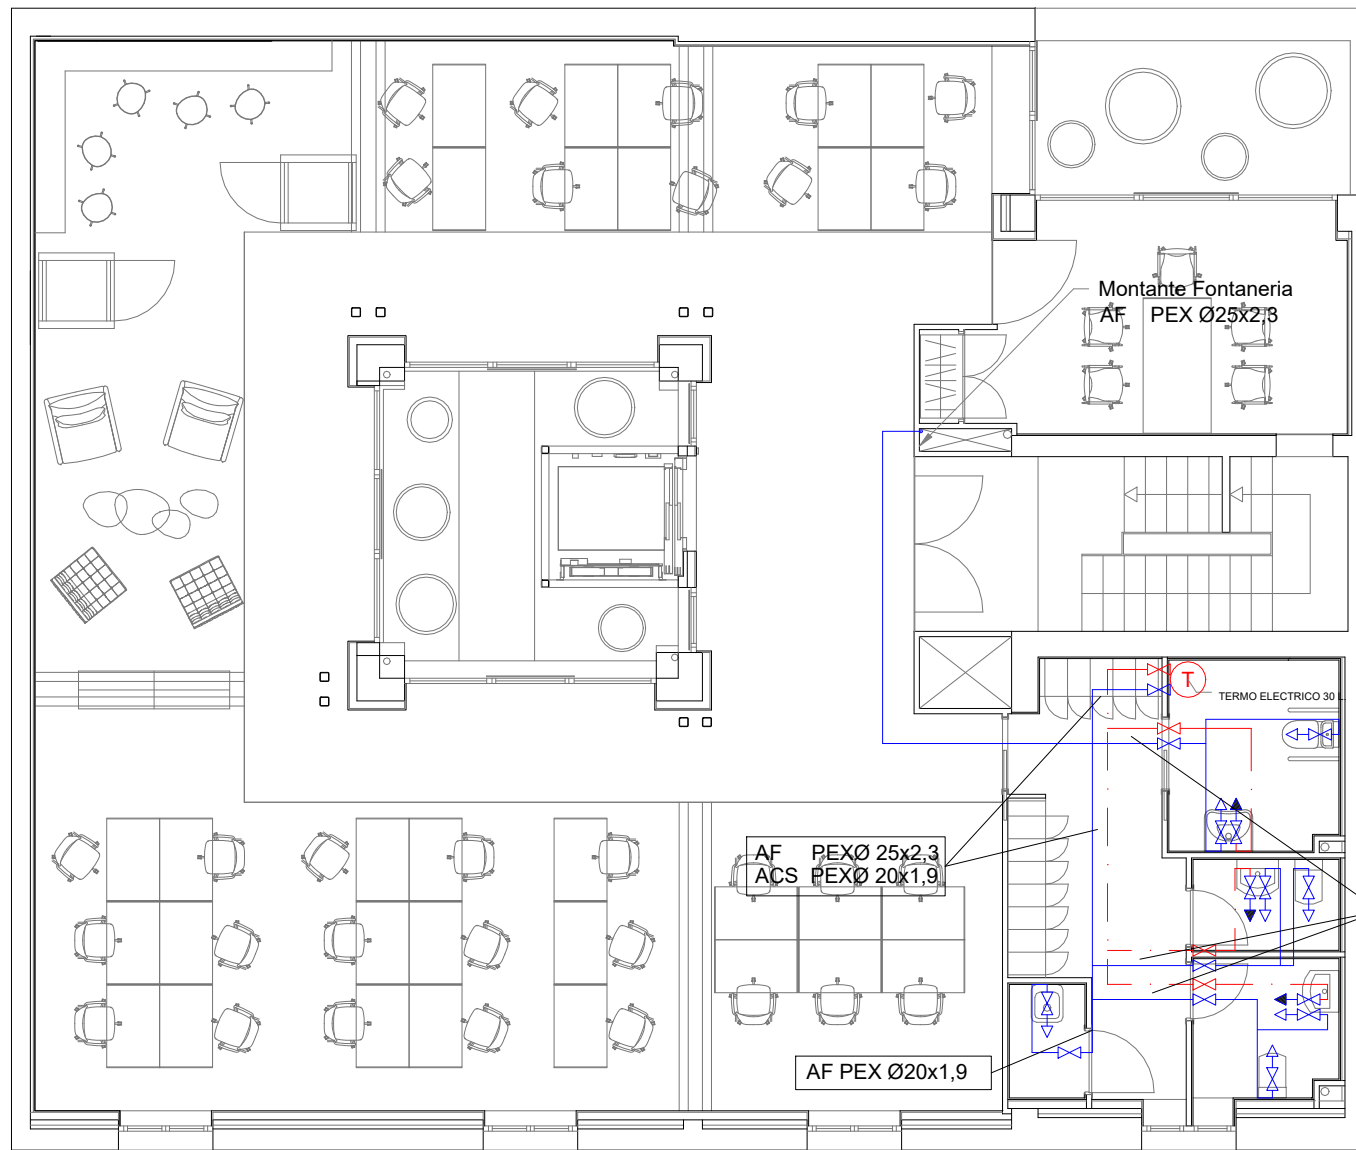 Montante Fontaneria
AF PEX Ø25x2,3
T
TERMO ELECTRICO 30 L.
AF PEXØ 25x2,3
ACS PEXØ 20x1,9
AF PEX Ø20x1,9